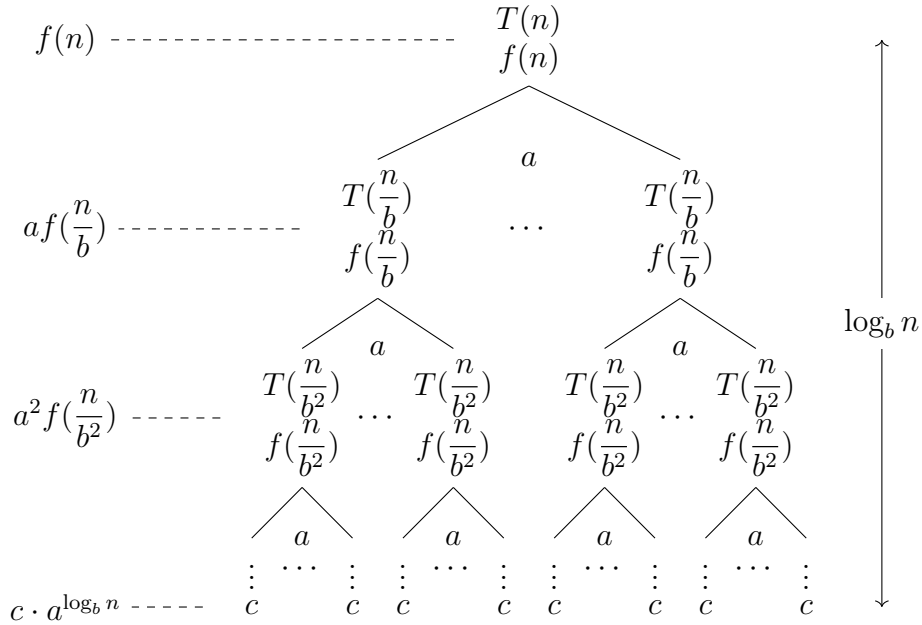 T(n)
f(n) f(n)
a
T(n/b) T(n/b)
af(n/b) ...
f(n/b) f(n/b)
log_b n
a a
T(n/b²) T(n/b²) T(n/b²) T(n/b²)
a²f(n/b²) ... ...
f(n/b²) f(n/b²) f(n/b²) f(n/b²)
a a a a
⋮ ... ⋮ ⋮ ... ⋮ ⋮ ... ⋮ ⋮ ... ⋮
c · a^{log_b n} c c c c c c c c